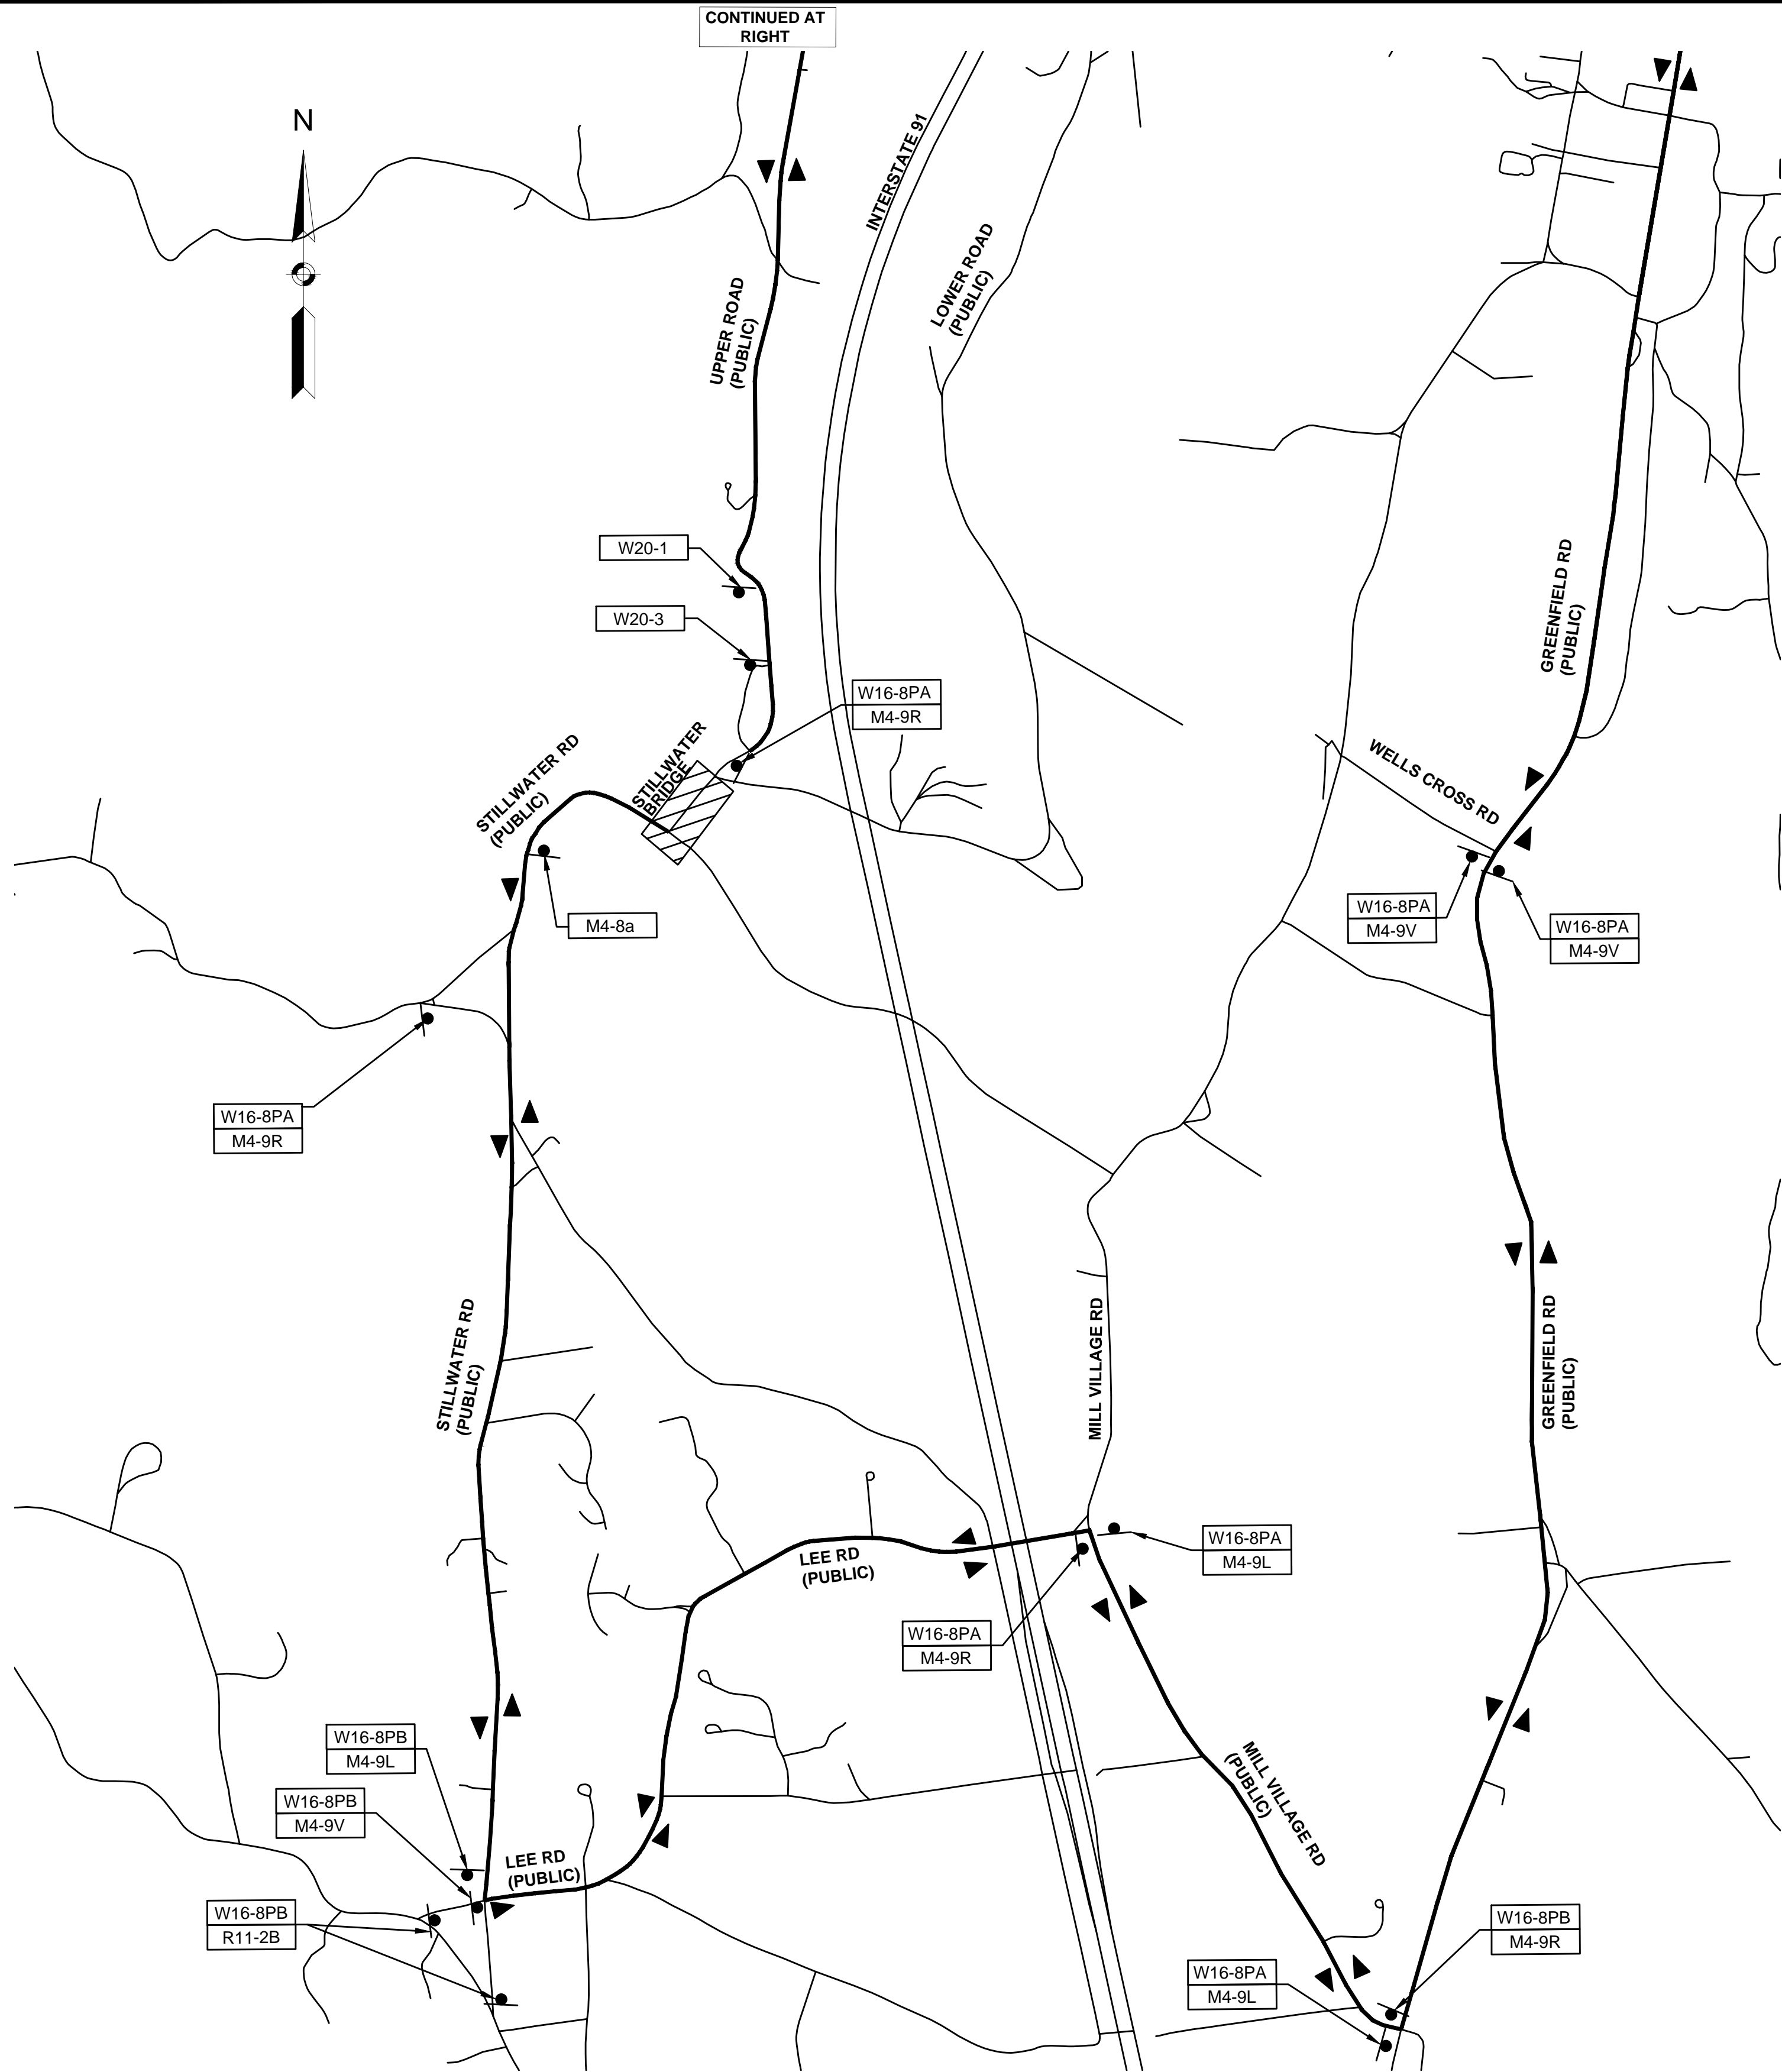 CONTINUED AT
RIGHT
N
INTERSTATE 91
LOWER ROAD
(PUBLIC)
UPPER ROAD
(PUBLIC)
W20-1
W20-3
GREENFIELD RD
(PUBLIC)
W16-8PA
M4-9R
STILLWATER RD
(PUBLIC)
STILLWATER
BRIDGE
WELLS CROSS RD
M4-8a
W16-8PA
M4-9V
W16-8PA
M4-9V
W16-8PA
M4-9R
STILLWATER RD
(PUBLIC)
MILL VILLAGE RD
GREENFIELD RD
(PUBLIC)
LEE RD
(PUBLIC)
W16-8PA
M4-9L
W16-8PA
M4-9R
W16-8PB
M4-9L
MILL VILLAGE RD
(PUBLIC)
W16-8PB
M4-9V
LEE RD
(PUBLIC)
W16-8PB
R11-2B
W16-8PB
M4-9R
W16-8PA
M4-9L